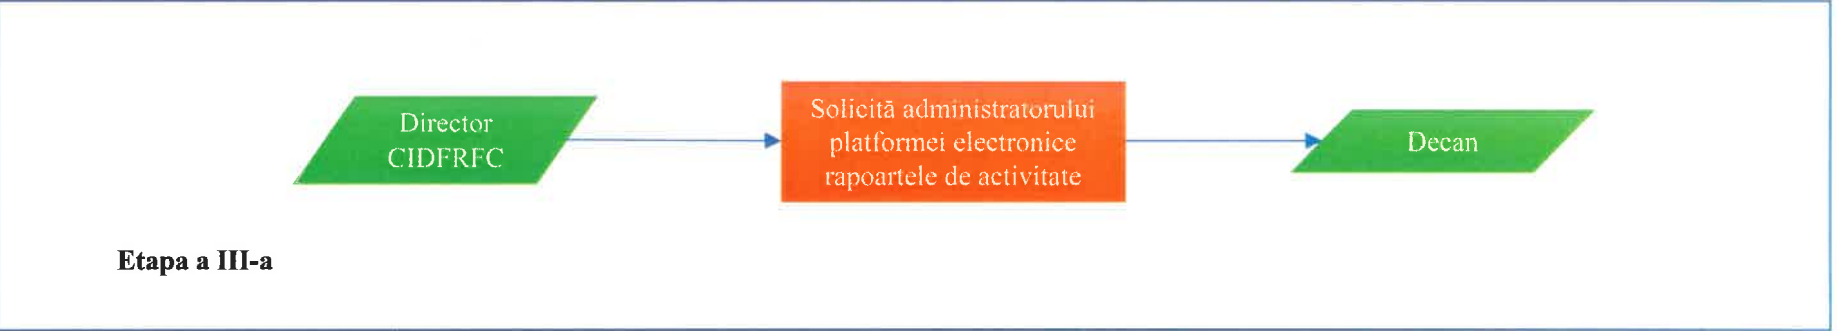 Director
CIDFRFC
Solicită administratorului
platformei electronice
rapoartele de activitate
Decan
Etapa a III-a